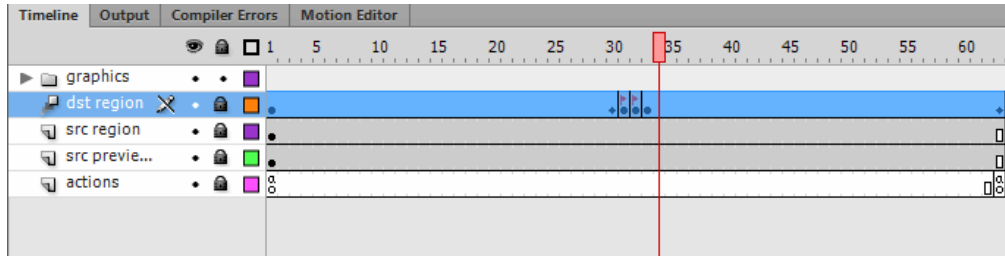 Timeline Output Compiler Errors Motion Editor
1 5 10 15 20 25 30 35 40 45 50 55 60
graphics
dst region
src region
src previe...
actions